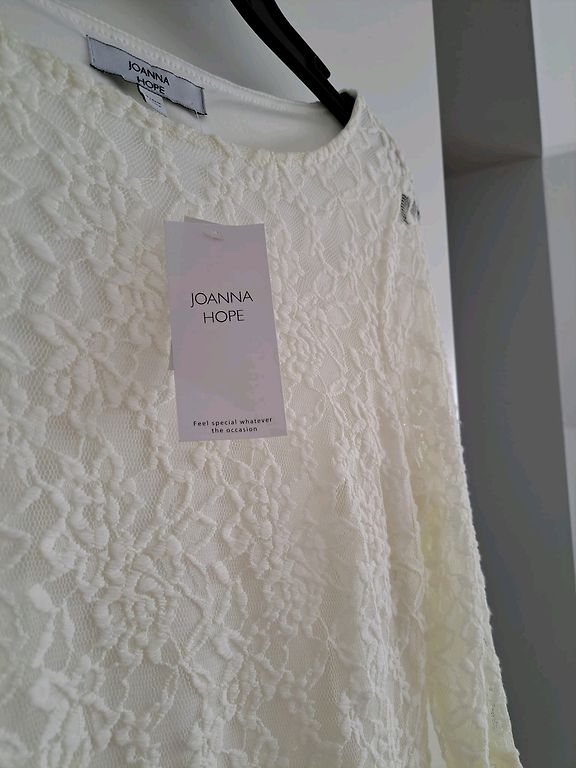 JOANNA
HOPE
JOANNA
HOPE
Feel special whatever
the occasion